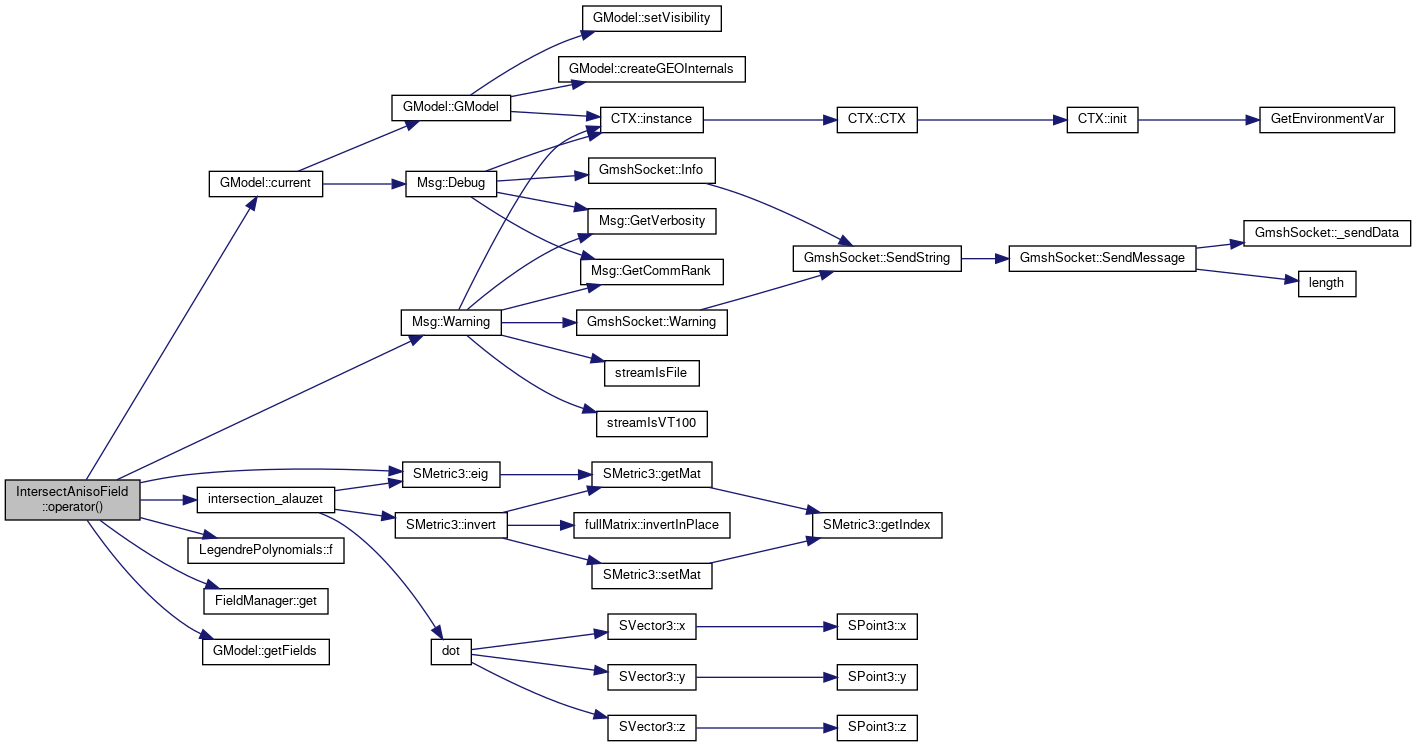 GModel::setVisibility
GModel::createGEOInternals
GModel::GModel
CTX::instance
CTX::CTX
CTX::init
GetEnvironmentVar
GModel::current
Msg::Debug
GmshSocket::Info
Msg::GetVerbosity
GmshSocket::SendString
GmshSocket::SendMessage
GmshSocket::_sendData
length
Msg::GetCommRank
Msg::Warning
GmshSocket::Warning
streamIsFile
streamIsVT100
IntersectAnisoField
::operator()
SMetric3::eig
intersection_alauzet
SMetric3::getMat
SMetric3::invert
fullMatrix::invertInPlace
SMetric3::getIndex
LegendrePolynomials::f
SMetric3::setMat
FieldManager::get
GModel::getFields
dot
SVector3::x
SPoint3::x
SVector3::y
SPoint3::y
SVector3::z
SPoint3::z